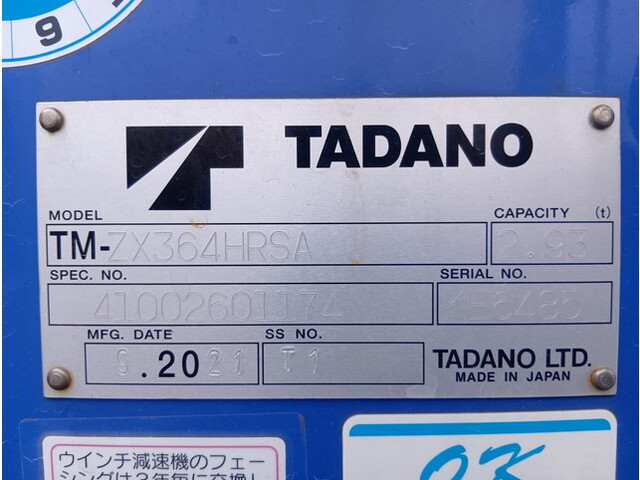 9
TADANO
MODEL
CAPACITY (t)
TM-ZX364HRSA
2.93
SPEC. NO.
SERIAL NO.
41002601174
MFG. DATE
SS NO.
9.2021
T1
TADANO LTD.
MADE IN JAPAN
ウインチ減速機のフェー
シングは2年毎に交換し